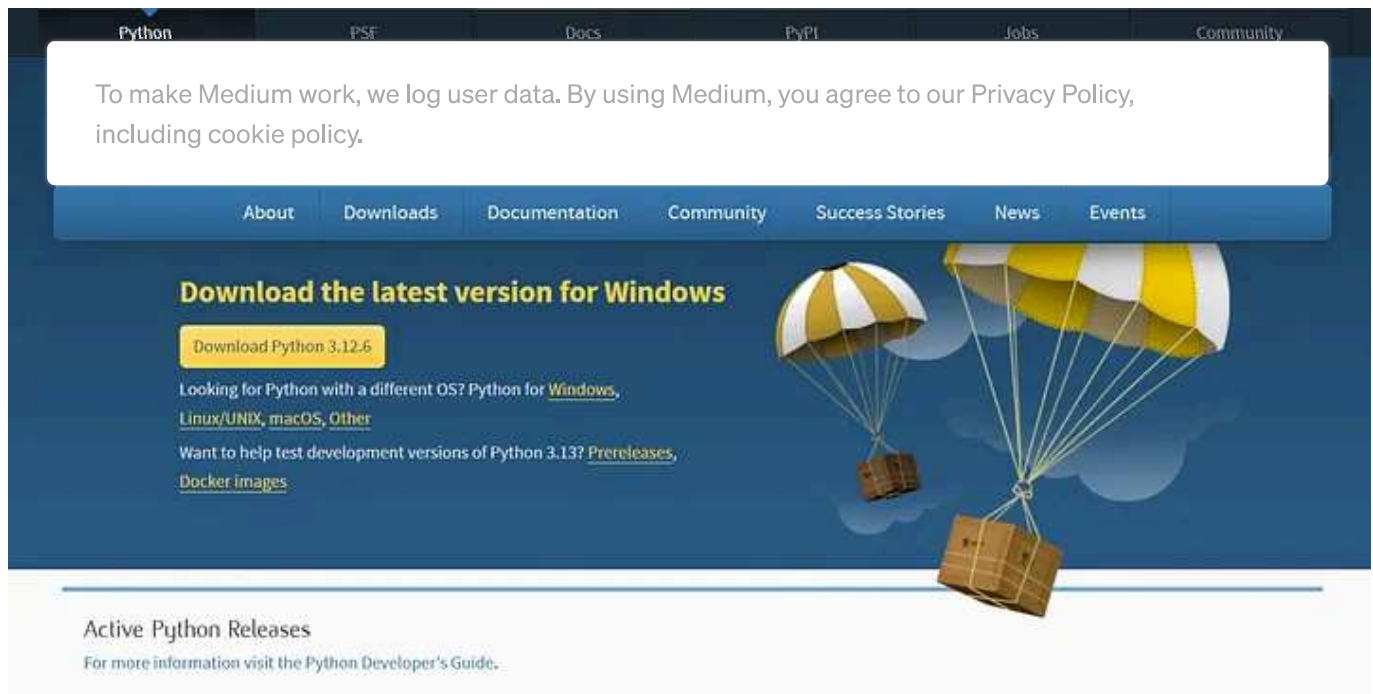 Python PSF Docs PyPI Jobs Community
To make Medium work, we log user data. By using Medium, you agree to our Privacy Policy,
including cookie policy.
About Downloads Documentation Community Success Stories News Events
Download the latest version for Windows
Download Python 3.12.6
Looking for Python with a different OS? Python for Windows,
Linux/UNIX, macOS, Other
Want to help test development versions of Python 3.13? Prereleases,
Docker images
Active Python Releases
For more information visit the Python Developer's Guide.